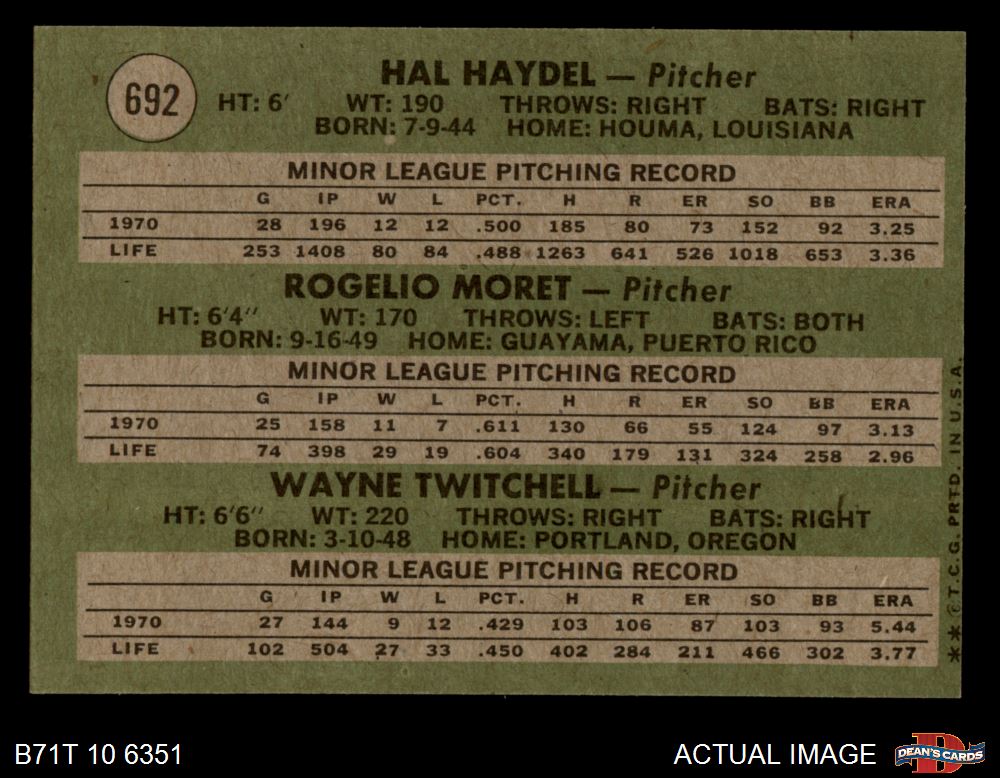 692
HAL HAYDEL — Pitcher
HT: 6' WT: 190 THROWS: RIGHT BATS: RIGHT
BORN: 7-9-44 HOME: HOUMA, LOUISIANA
MINOR LEAGUE PITCHING RECORD
G IP W L PCT. H R ER SO BB ERA
1970 28 196 12 12 .500 185 80 73 152 92 3.25
LIFE 253 1408 80 84 .488 1263 641 526 1018 653 3.36
ROGELIO MORET — Pitcher
HT: 6'4" WT: 170 THROWS: LEFT BATS: BOTH
BORN: 9-16-49 HOME: GUAYAMA, PUERTO RICO
MINOR LEAGUE PITCHING RECORD
G IP W L PCT. H R ER SO BB ERA
1970 25 158 11 7 .611 130 66 55 124 97 3.13
LIFE 74 398 29 19 .604 340 179 131 324 258 2.96
WAYNE TWITCHELL — Pitcher
HT: 6'6" WT: 220 THROWS: RIGHT BATS: RIGHT
BORN: 3-10-48 HOME: PORTLAND, OREGON
MINOR LEAGUE PITCHING RECORD
G IP W L PCT. H R ER SO BB ERA
1970 27 144 9 12 .429 103 106 87 103 93 5.44
LIFE 102 504 27 33 .450 402 284 211 466 302 3.77
**©T.C.G. PRTD. IN U.S.A.
B71T 10 6351
ACTUAL IMAGE
DEAN'S CARDS